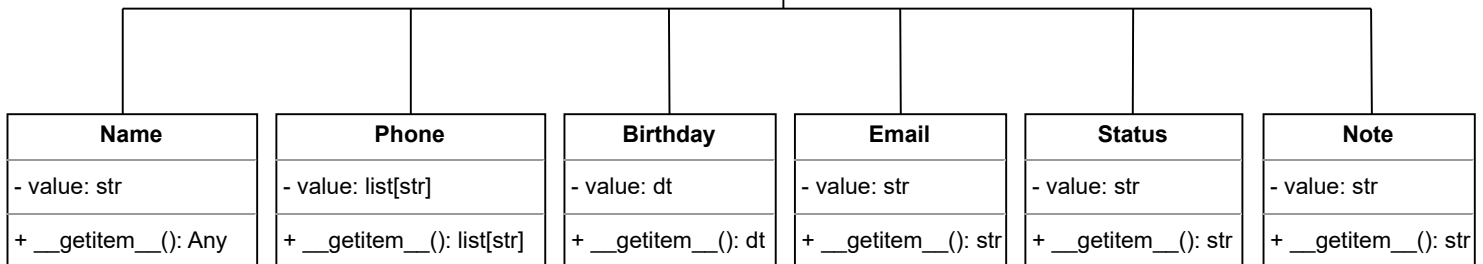 Name
- value: str
+ __getitem__(): Any
Phone
- value: list[str]
+ __getitem__(): list[str]
Birthday
- value: dt
+ __getitem__(): dt
Email
- value: str
+ __getitem__(): str
Status
- value: str
+ __getitem__(): str
Note
- value: str
+ __getitem__(): str